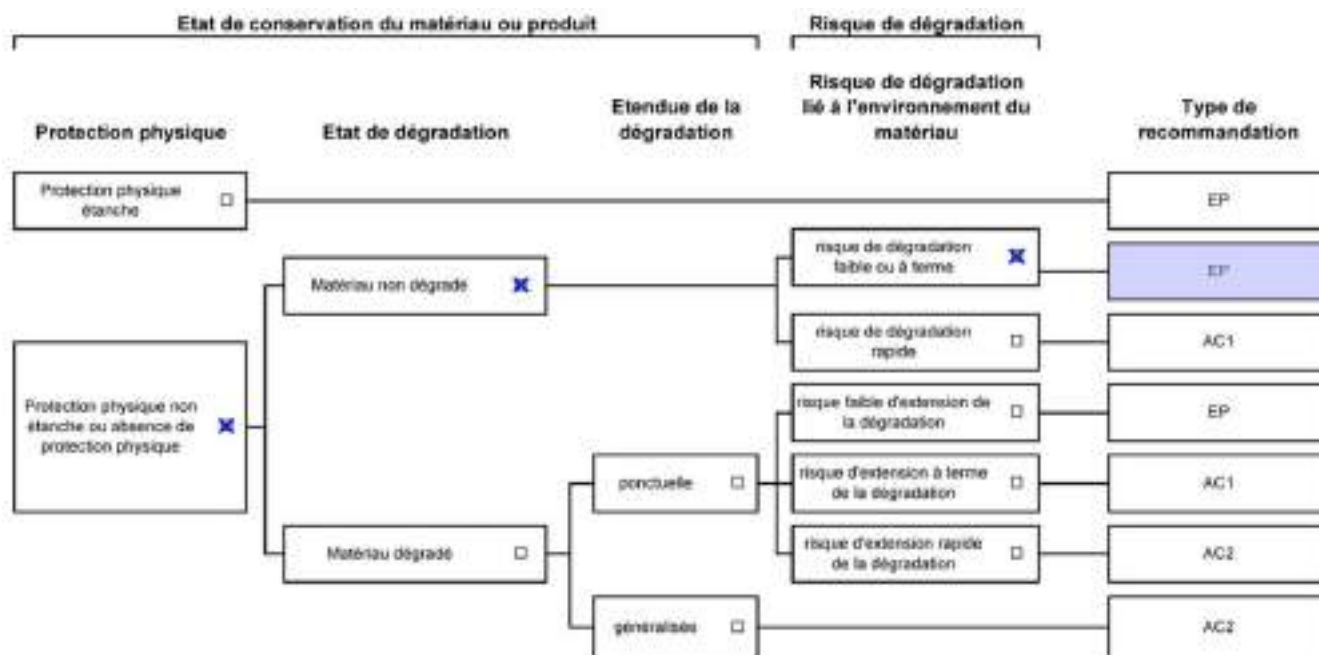 Etat de conservation du matériau ou produit
Risque de dégradation
Protection physique
Etat de dégradation
Etendue de la
dégradation
Risque de dégradation
lié à l'environnement du
matériau
Type de
recommandation
Protection physique
étanche
EP
risque de dégradation
faible ou à terme
EP
Matériau non dégradé
risque de dégradation
rapide
AC1
Protection physique non
étanche ou absence de
protection physique
risque faible d'extension de
la dégradation
EP
ponctuelle
risque d'extension à terme
de la dégradation
AC1
Matériau dégradé
risque d'extension rapide
de la dégradation
AC2
généralisée
AC2